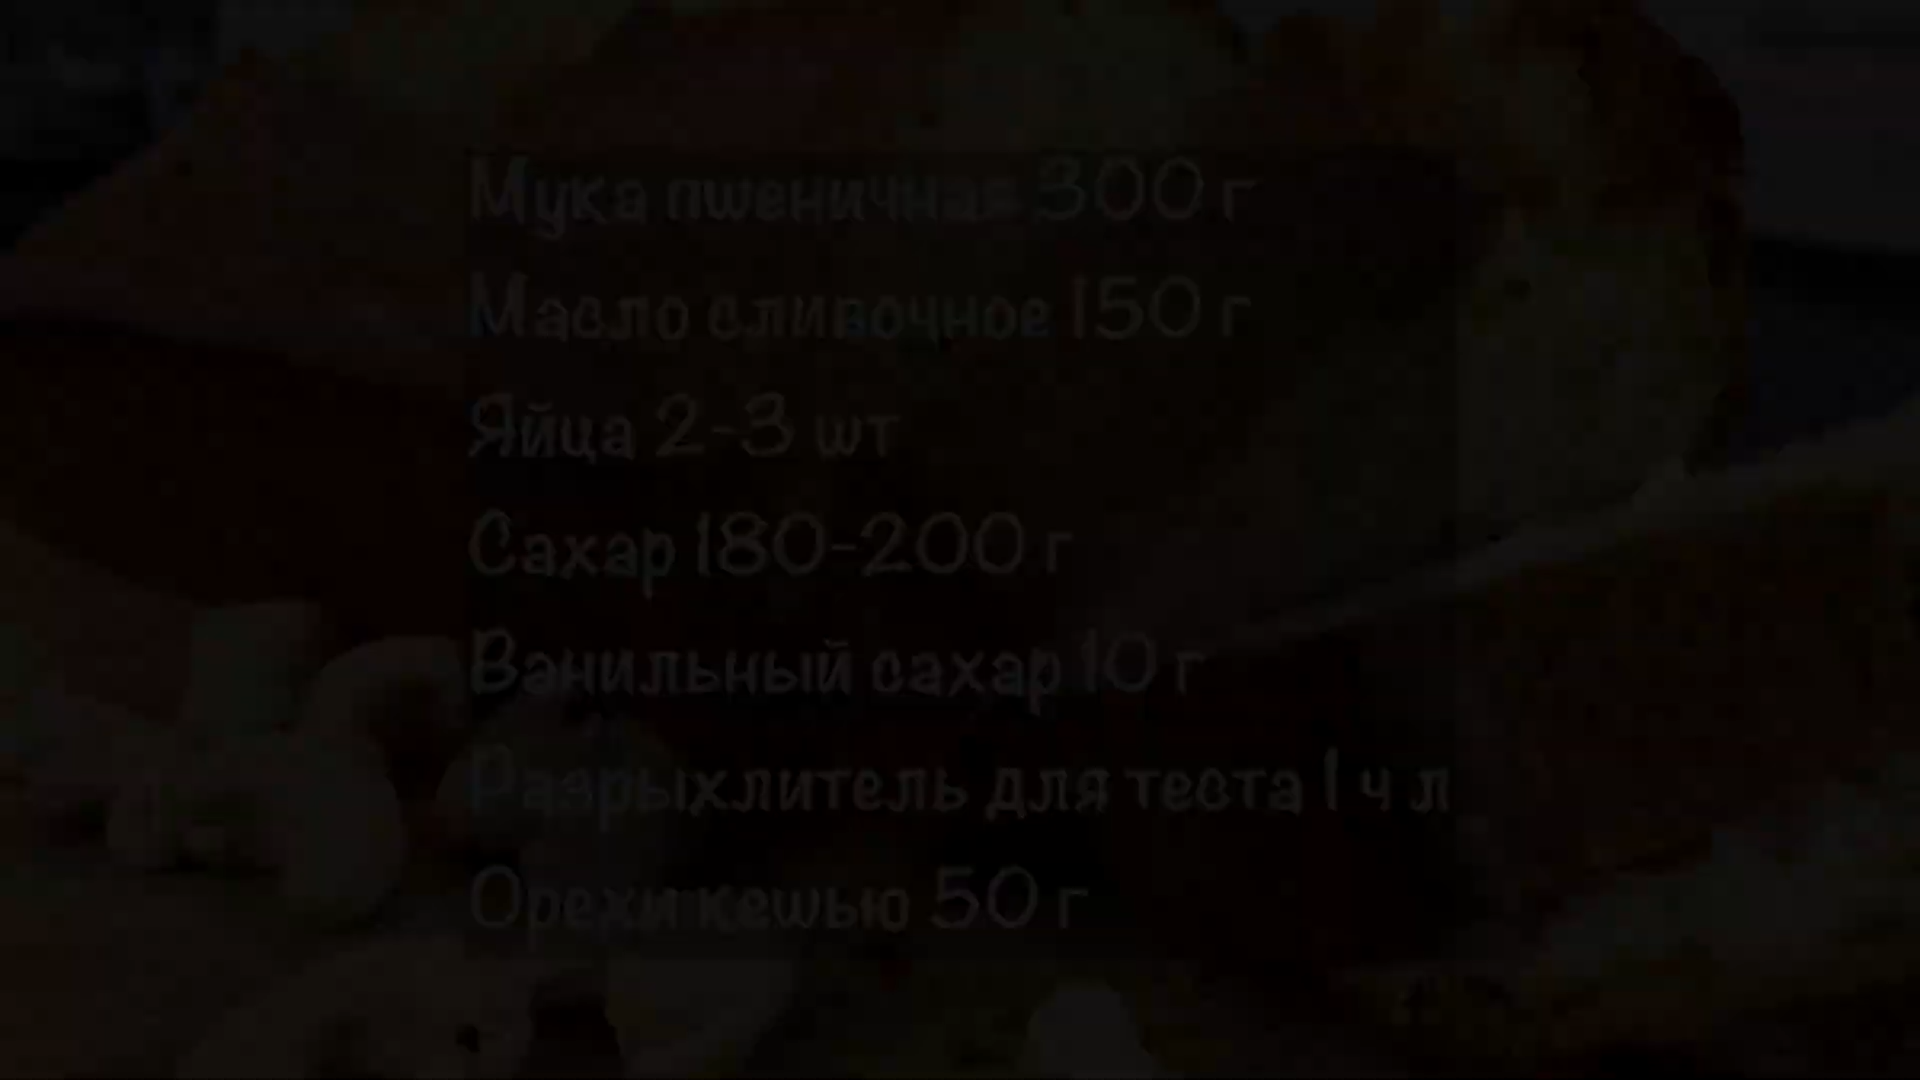 Мука пшеничная 300 г
Масло сливочное 150 г
Яйца 2-3 шт
Сахар 180-200 г
Ванильный сахар 10 г
Разрыхлитель для теста 1 ч л
Орехи кешью 50 г